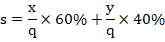 s = x/q × 60% + y/q × 40%